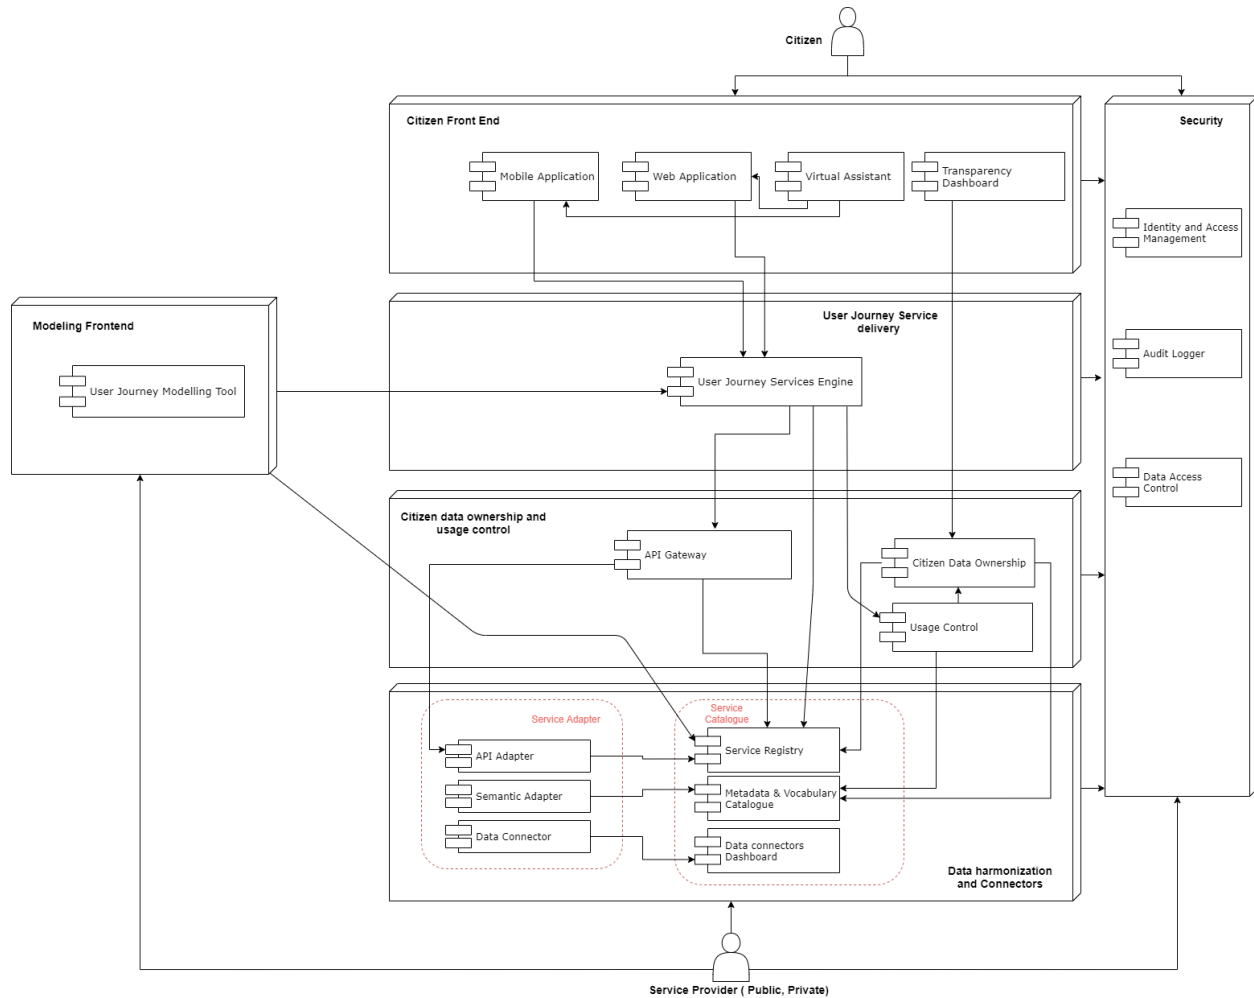 Citizen
Citizen Front End
Security
Mobile Application
Web Application
Virtual Assistant
Transparency
Dashboard
Identity and Access
Management
Modeling Frontend
User Journey Service
delivery
Audit Logger
User Journey Modelling Tool
User Journey Services Engine
Data Access
Control
Citizen data ownership and
usage control
API Gateway
Citizen Data Ownership
Usage Control
Service Adapter
Service
Catalogue
API Adapter
Service Registry
Semantic Adapter
Metadata & Vocabulary
Catalogue
Data Connector
Data connectors
Dashboard
Data harmonization
and Connectors
Service Provider ( Public, Private)